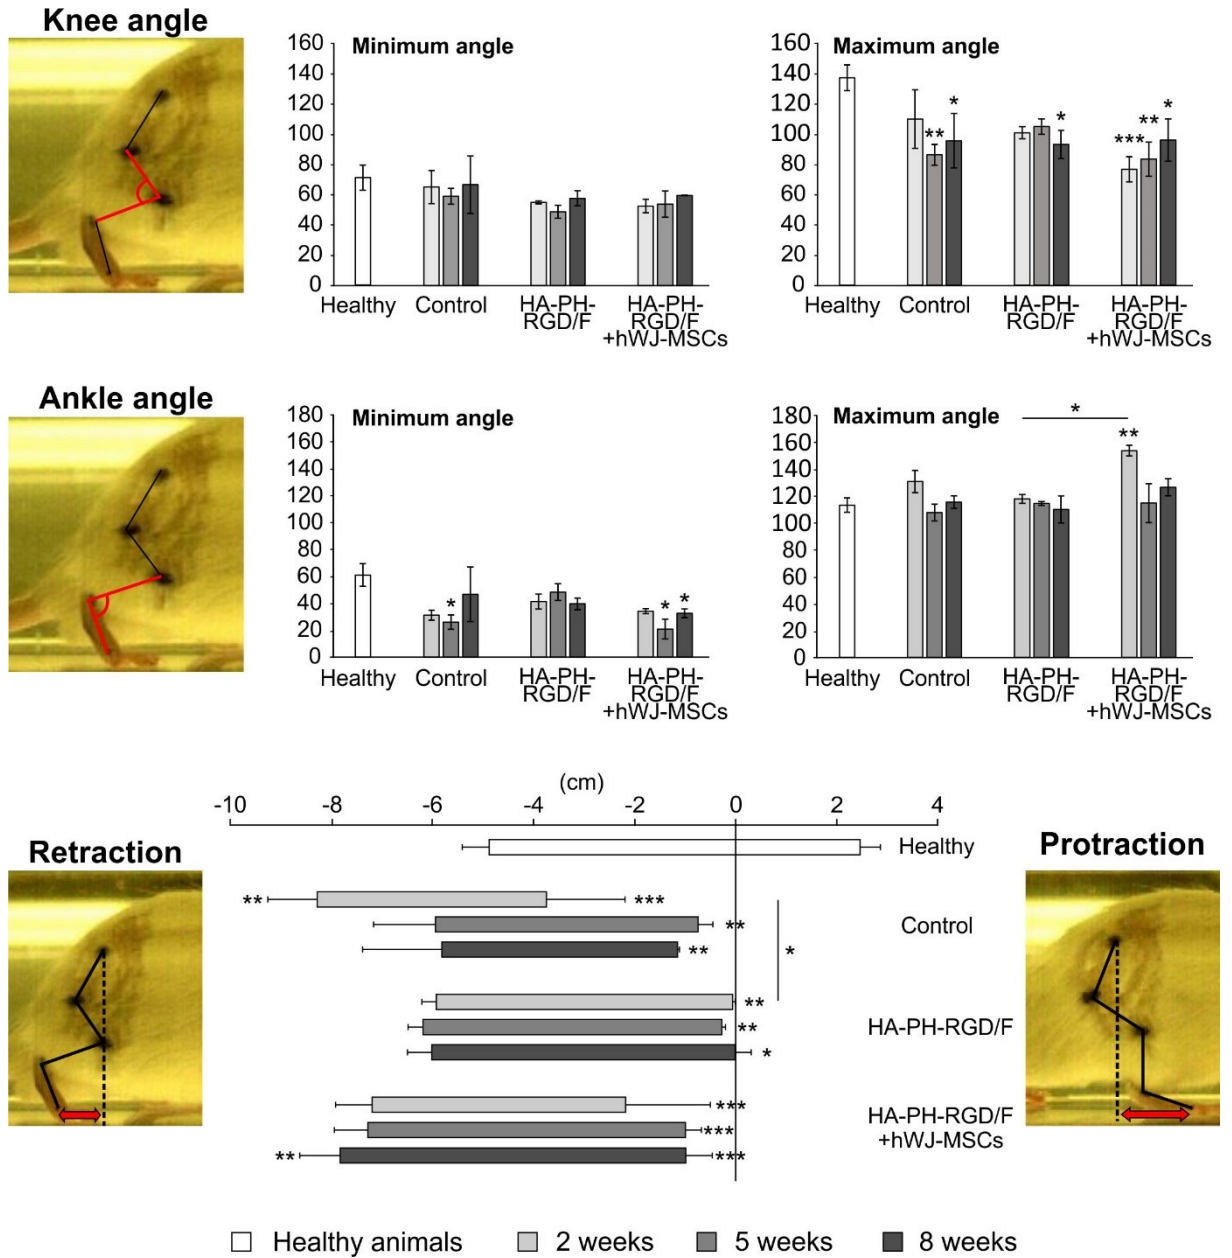 Knee angle
Minimum angle
160
140
120
100
80
60
40
20
0
Healthy
Control
HA-PH-
RGD/F
HA-PH-
RGD/F
+hWJ-MSCs
Maximum angle
160
140
120
100
80
60
40
20
0
**
*
*
***
**
*
Healthy
Control
HA-PH-
RGD/F
HA-PH-
RGD/F
+hWJ-MSCs
Ankle angle
Minimum angle
180
160
140
120
100
80
60
40
20
0
*
*
*
Healthy
Control
HA-PH-
RGD/F
HA-PH-
RGD/F
+hWJ-MSCs
Maximum angle
180
160
140
120
100
80
60
40
20
0
*
**
Healthy
Control
HA-PH-
RGD/F
HA-PH-
RGD/F
+hWJ-MSCs
(cm)
-10 -8 -6 -4 -2 0 2 4
Retraction
Protraction
Healthy
** ***
**
**
Control
*
**
**
*
HA-PH-RGD/F
***
***
** ***
HA-PH-RGD/F
+hWJ-MSCs
Healthy animals 2 weeks 5 weeks 8 weeks